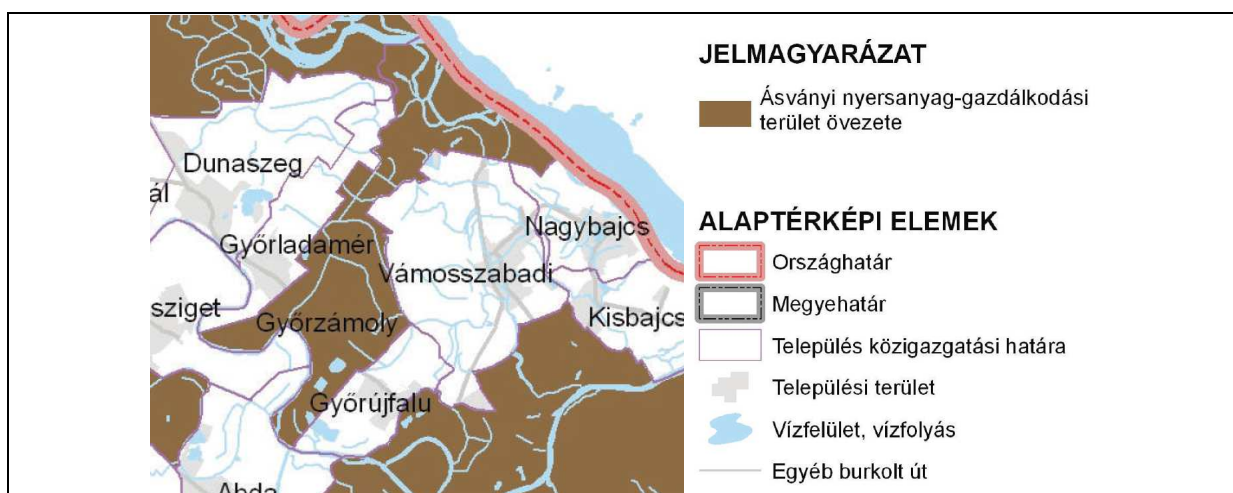 Dunaszeg
ál
Győrladamér
Nagybajcs
Vámosszabadi
sziget
Győrzámoly
Kisbajcs
Győrújfalu
Abda
JELMAGYARÁZAT
Ásványi nyersanyag-gazdálkodási
terület övezete
ALAPTÉRKÉPI ELEMEK
Országhatár
Megyehatár
Település közigazgatási határa
Települési terület
Vízfelület, vízfolyás
Egyéb burkolt út